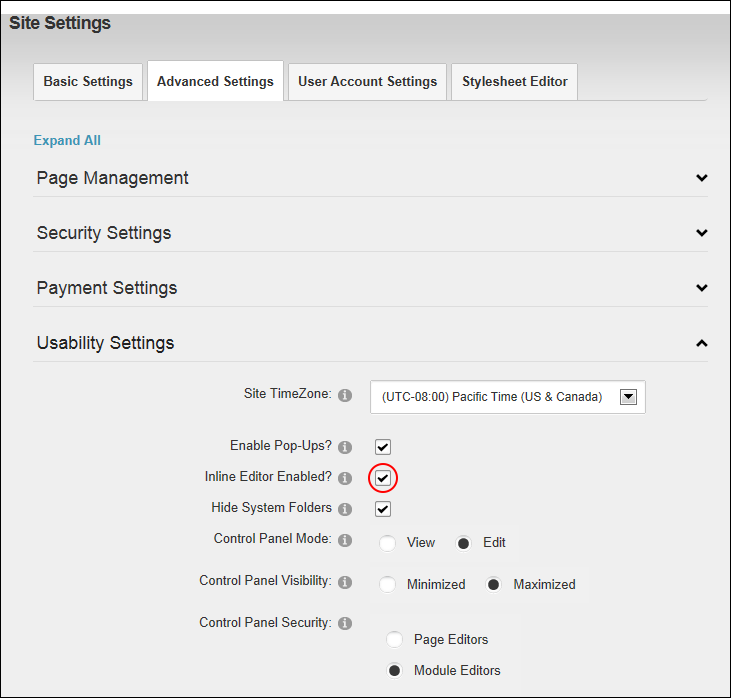 Site Settings
Basic Settings
Advanced Settings
User Account Settings
Stylesheet Editor
Expand All
Page Management
Security Settings
Payment Settings
Usability Settings
Site TimeZone:
(UTC-08:00) Pacific Time (US & Canada)
Enable Pop-Ups?
Inline Editor Enabled?
Hide System Folders
Control Panel Mode:
View
Edit
Control Panel Visibility:
Minimized
Maximized
Control Panel Security:
Page Editors
Module Editors